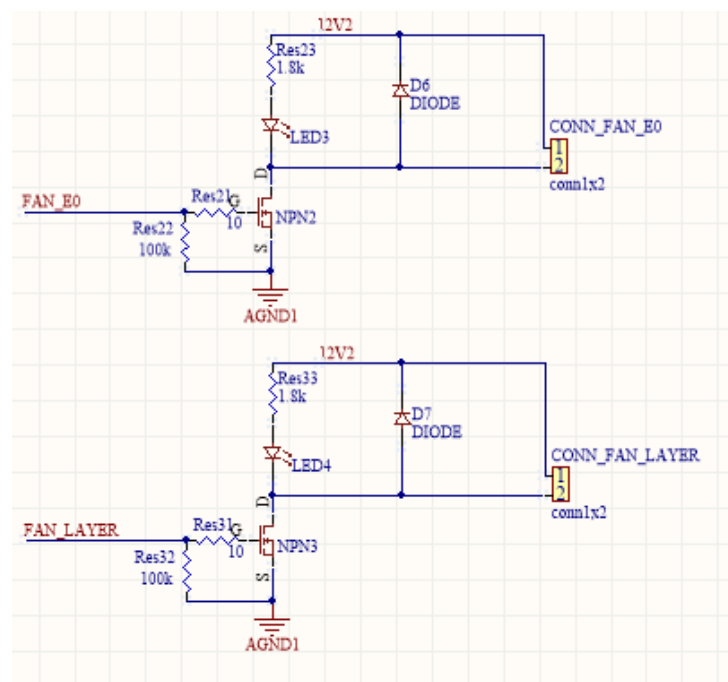 12V2
Res23
1.8k
D6
DIODE
CONN_FAN_E0
LED3
1
2
D
conn1x2
FAN_E0
Res21
G
10
NPN2
Res22
100k
S
AGND1
12V2
Res33
1.8k
D7
DIODE
CONN_FAN_LAYER
LED4
1
2
D
conn1x2
FAN_LAYER
Res31
G
10
NPN3
Res32
100k
S
AGND1